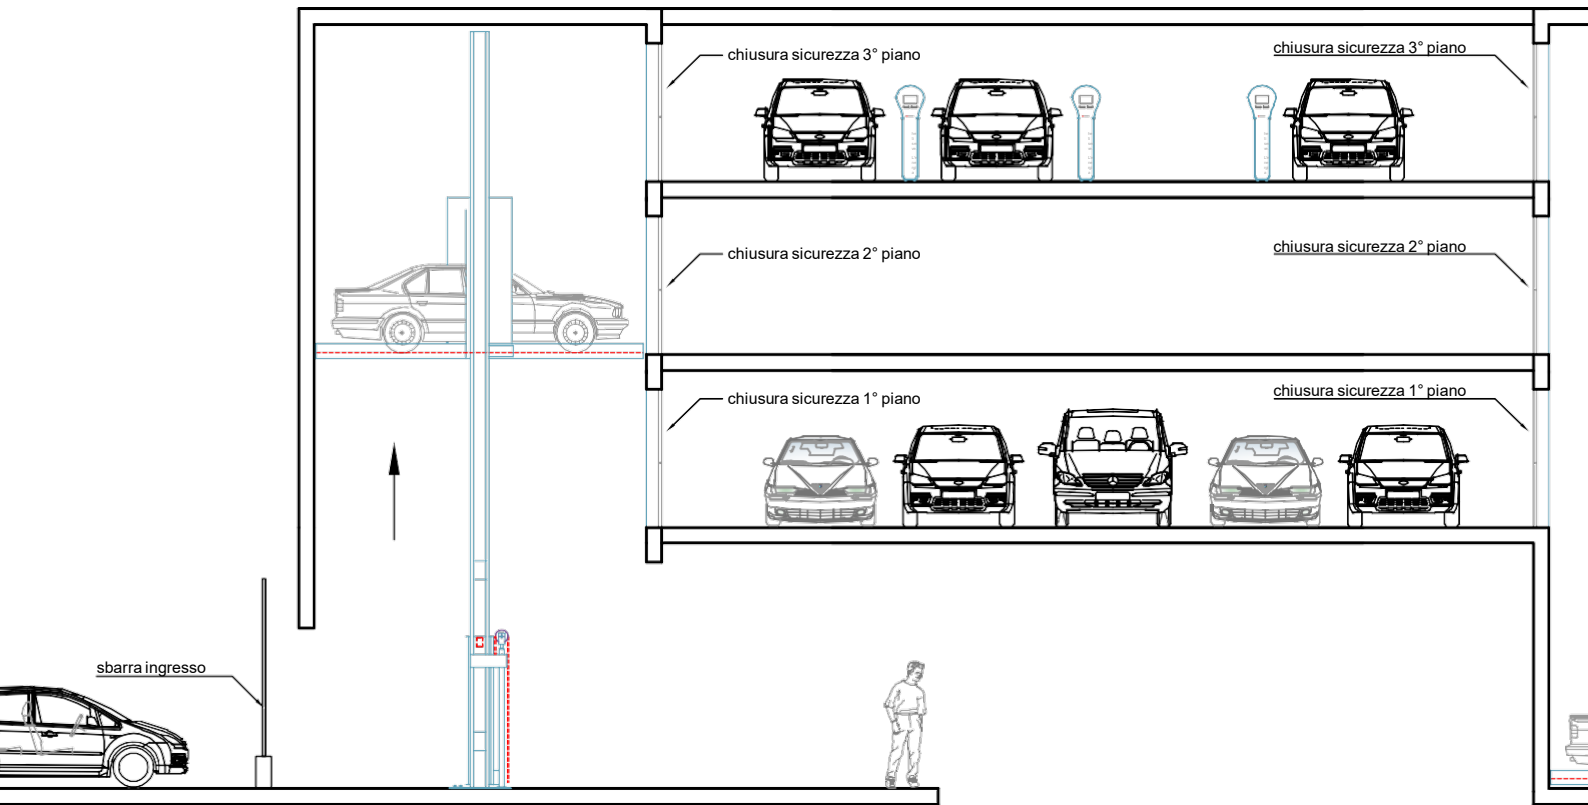 chiusura sicurezza 3° piano
chiusura sicurezza 3° piano
chiusura sicurezza 2° piano
chiusura sicurezza 2° piano
chiusura sicurezza 1° piano
chiusura sicurezza 1° piano
sbarra ingresso